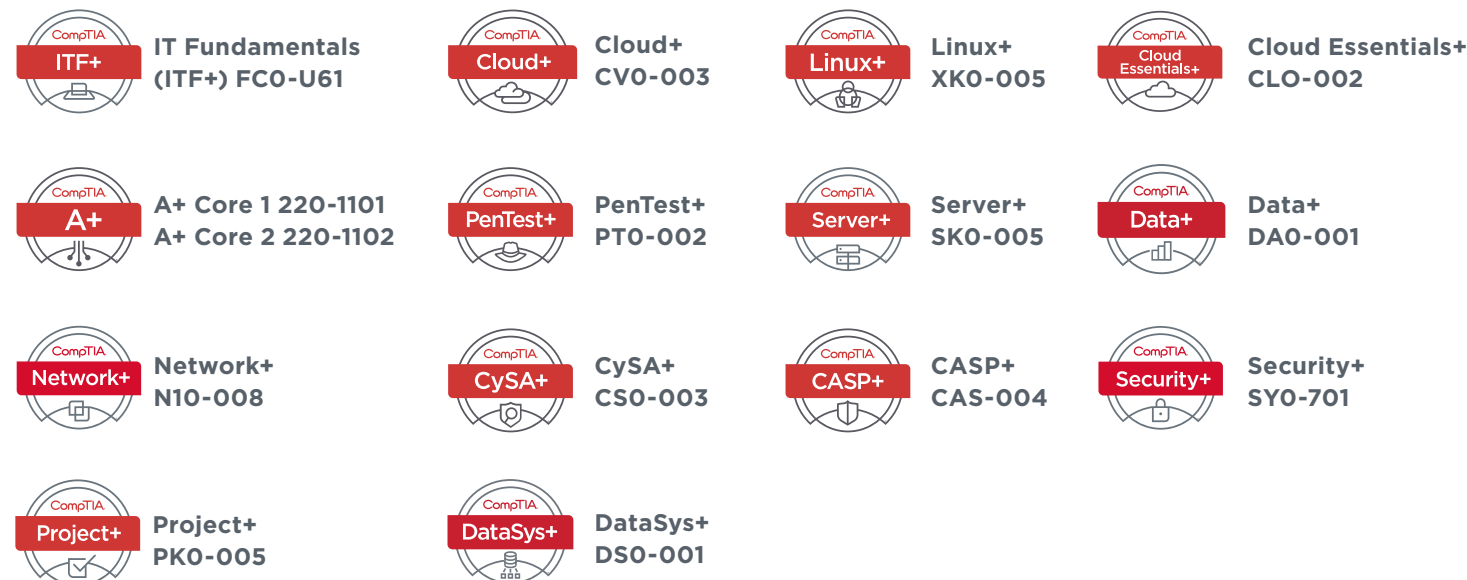 CompTIA
ITF+
IT Fundamentals
(ITF+) FC0-U61
CompTIA
Cloud+
Cloud+
CV0-003
CompTIA
Linux+
Linux+
XK0-005
CompTIA
Cloud
Essentials+
Cloud Essentials+
CLO-002
CompTIA
A+
A+ Core 1 220-1101
A+ Core 2 220-1102
CompTIA
PenTest+
PenTest+
PT0-002
CompTIA
Server+
Server+
SK0-005
CompTIA
Data+
Data+
DA0-001
CompTIA
Network+
Network+
N10-008
CompTIA
CySA+
CySA+
CS0-003
CompTIA
CASP+
CASP+
CAS-004
CompTIA
Security+
Security+
SY0-701
CompTIA
Project+
Project+
PK0-005
CompTIA
DataSys+
DataSys+
DS0-001